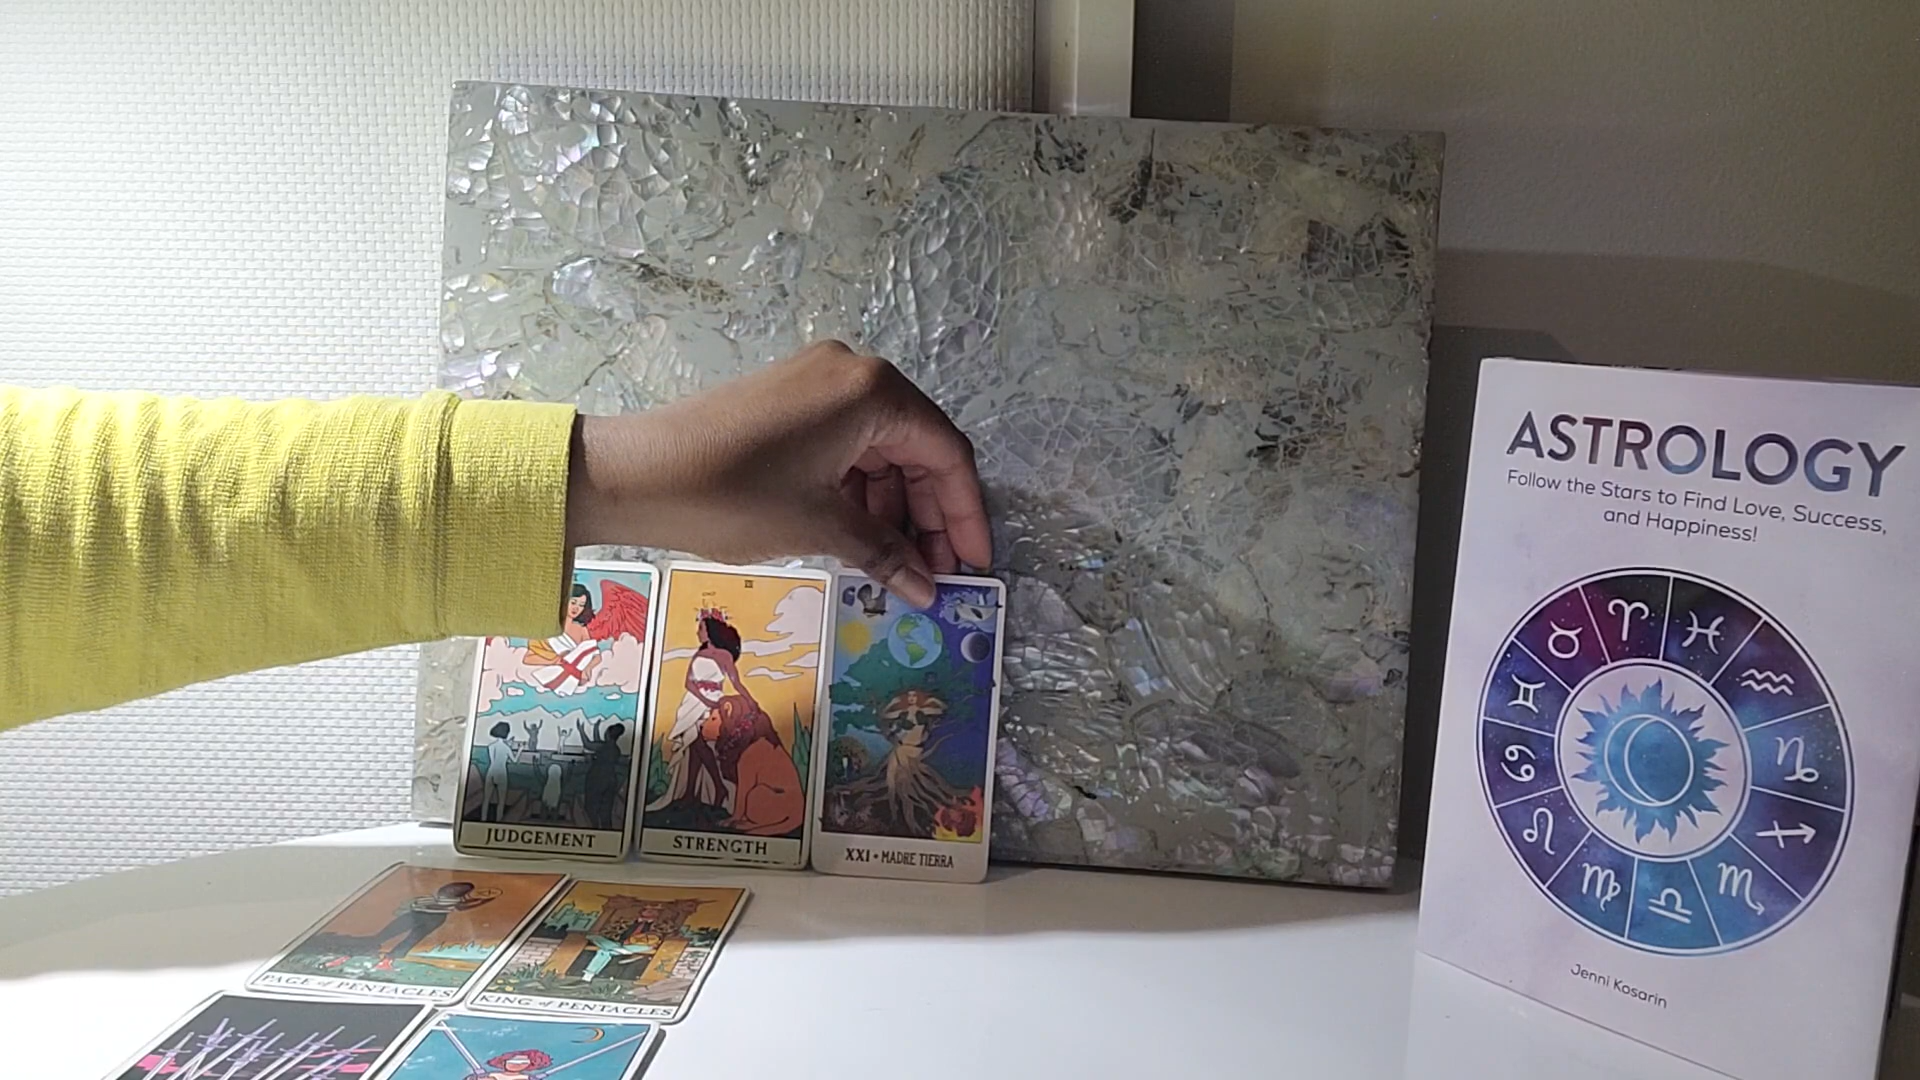 ASTROLOGY
Follow the Stars to Find Love, Success,
and Happiness!
Jenni Kosarin
JUDGEMENT
STRENGTH
XXI • MADRE TIERRA
PAGE of PENTACLES
KING of PENTACLES